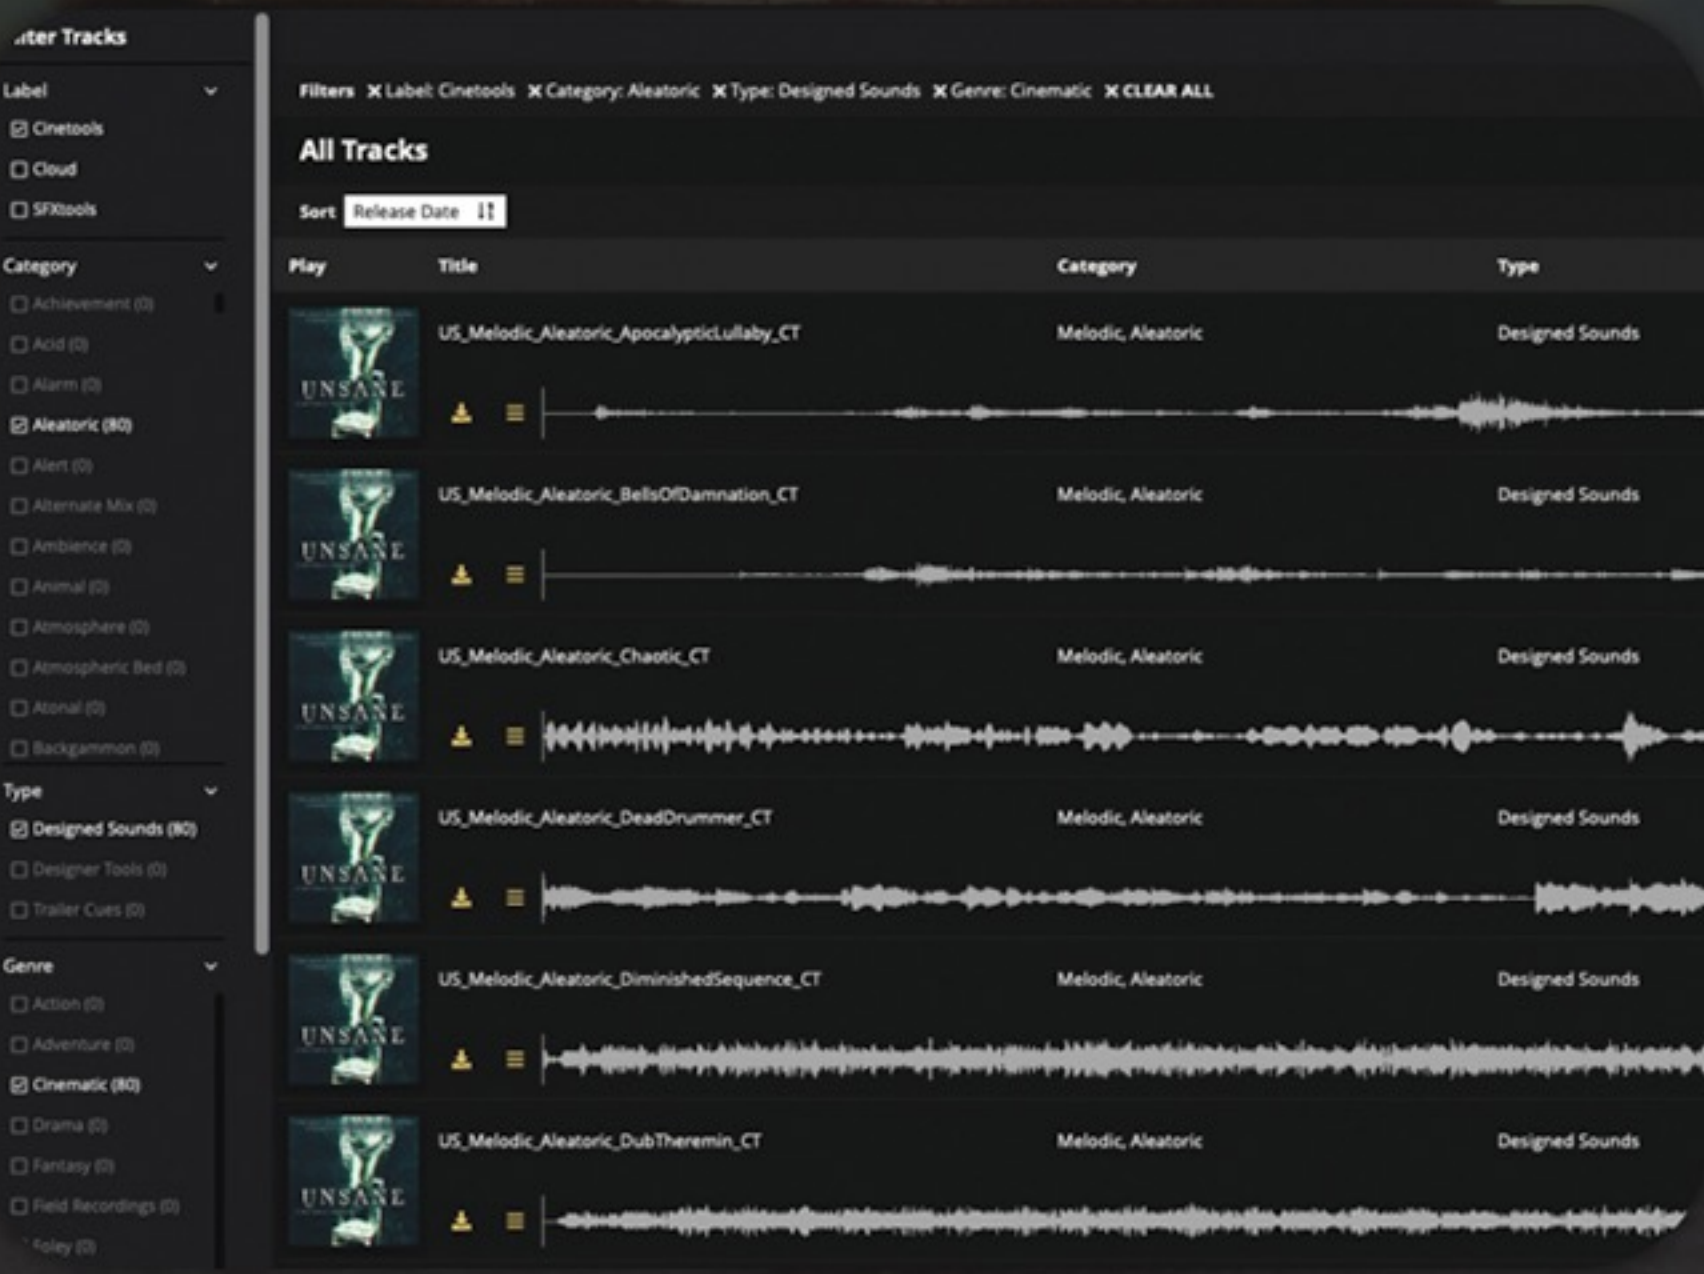 Tracks
Label
Cinetools
Cloud
SFXtools
Category
Achievement (0)
Acid (0)
Alarm (0)
Aleatoric (80)
Alert (0)
Alternate Mix (0)
Ambience (0)
Animal (0)
Atmosphere (0)
Atmospheric Bed (0)
Atonal (0)
Backgammon (0)
Type
Designed Sounds (80)
Designer Tools (0)
Trailer Cues (0)
Genre
Action (0)
Adventure (0)
Cinematic (80)
Drama (0)
Fantasy (0)
Field Recordings (0)
Foley (0)
Filters X Label: Cinetools X Category: Aleatoric X Type: Designed Sounds X Genre: Cinematic X CLEAR ALL
All Tracks
Sort Release Date
Play Title Category Type
US_Melodic_Aleatoric_ApocalypticLullaby_CT Melodic, Aleatoric Designed Sounds
UNSANE
US_Melodic_Aleatoric_BellsOfDamnation_CT Melodic, Aleatoric Designed Sounds
UNSANE
US_Melodic_Aleatoric_Chaotic_CT Melodic, Aleatoric Designed Sounds
UNSANE
US_Melodic_Aleatoric_DeadDrummer_CT Melodic, Aleatoric Designed Sounds
UNSANE
US_Melodic_Aleatoric_DiminishedSequence_CT Melodic, Aleatoric Designed Sounds
UNSANE
US_Melodic_Aleatoric_DubTheremin_CT Melodic, Aleatoric Designed Sounds
UNSANE